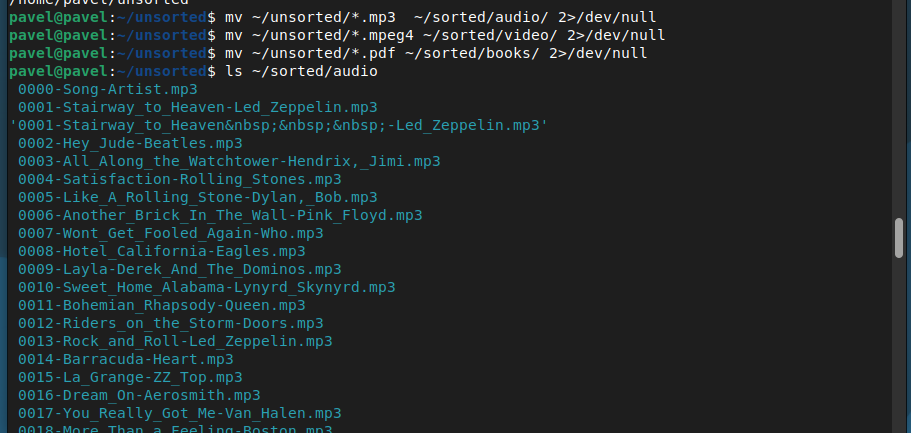 /home/pavel/unsorted
pavel@pavel:~/unsorted$ mv ~/unsorted/*.mp3  ~/sorted/audio/ 2>/dev/null
pavel@pavel:~/unsorted$ mv ~/unsorted/*.mpeg4 ~/sorted/video/ 2>/dev/null
pavel@pavel:~/unsorted$ mv ~/unsorted/*.pdf ~/sorted/books/ 2>/dev/null
pavel@pavel:~/unsorted$ ls ~/sorted/audio
0000-Song-Artist.mp3
0001-Stairway_to_Heaven-Led_Zeppelin.mp3
'0001-Stairway_to_Heaven&nbsp;&nbsp;&nbsp;-Led_Zeppelin.mp3'
0002-Hey_Jude-Beatles.mp3
0003-All_Along_the_Watchtower-Hendrix,_Jimi.mp3
0004-Satisfaction-Rolling_Stones.mp3
0005-Like_A_Rolling_Stone-Dylan,_Bob.mp3
0006-Another_Brick_In_The_Wall-Pink_Floyd.mp3
0007-Wont_Get_Fooled_Again-Who.mp3
0008-Hotel_California-Eagles.mp3
0009-Layla-Derek_And_The_Dominos.mp3
0010-Sweet_Home_Alabama-Lynyrd_Skynyrd.mp3
0011-Bohemian_Rhapsody-Queen.mp3
0012-Riders_on_the_Storm-Doors.mp3
0013-Rock_and_Roll-Led_Zeppelin.mp3
0014-Barracuda-Heart.mp3
0015-La_Grange-ZZ_Top.mp3
0016-Dream_On-Aerosmith.mp3
0017-You_Really_Got_Me-Van_Halen.mp3
0018-More_Than_a_Feeling-Boston.mp3